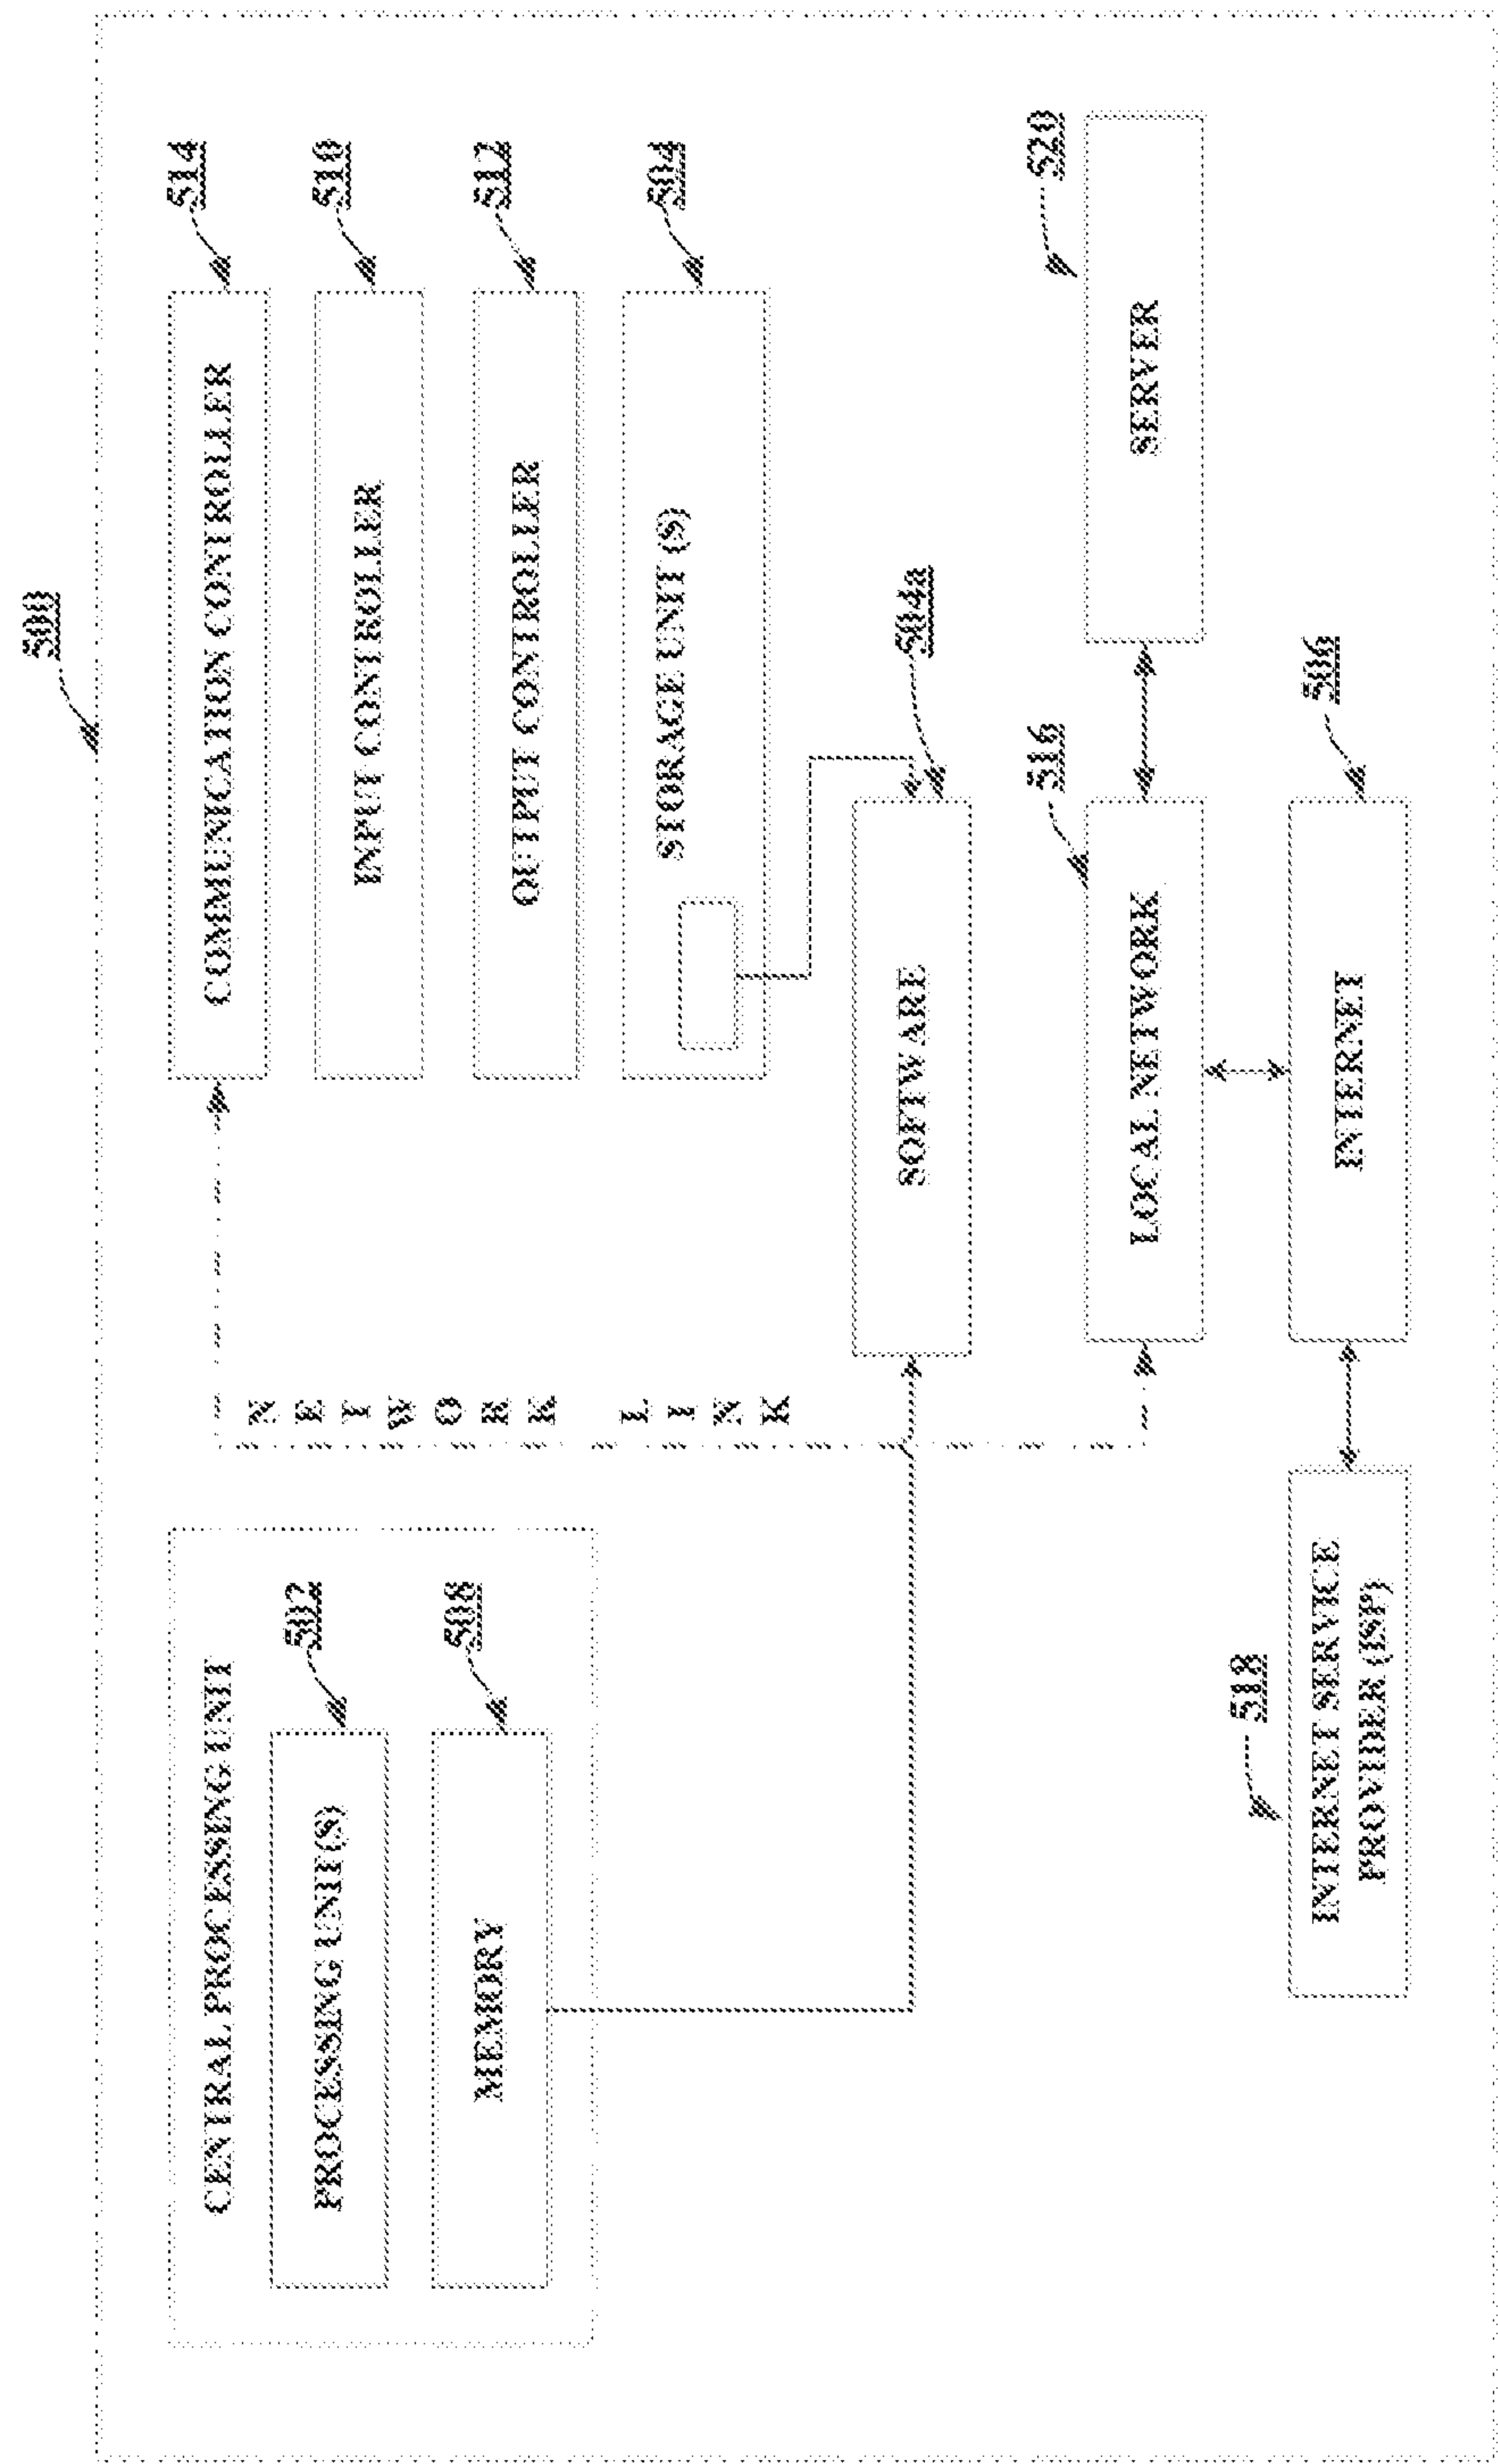 500
CENTRAL PROCESSING UNIT
PROCESSING UNIT(S)
502
MEMORY
508
NETWORK LINK
COMMUNICATION CONTROLLER
514
INPUT CONTROLLER
510
OUTPUT CONTROLLER
512
STORAGE UNIT (S)
504
SOFTWARE
504a
LOCAL NETWORK
516
SERVER
520
INTERNET SERVICE
PROVIDER (ISP)
518
INTERNET
506